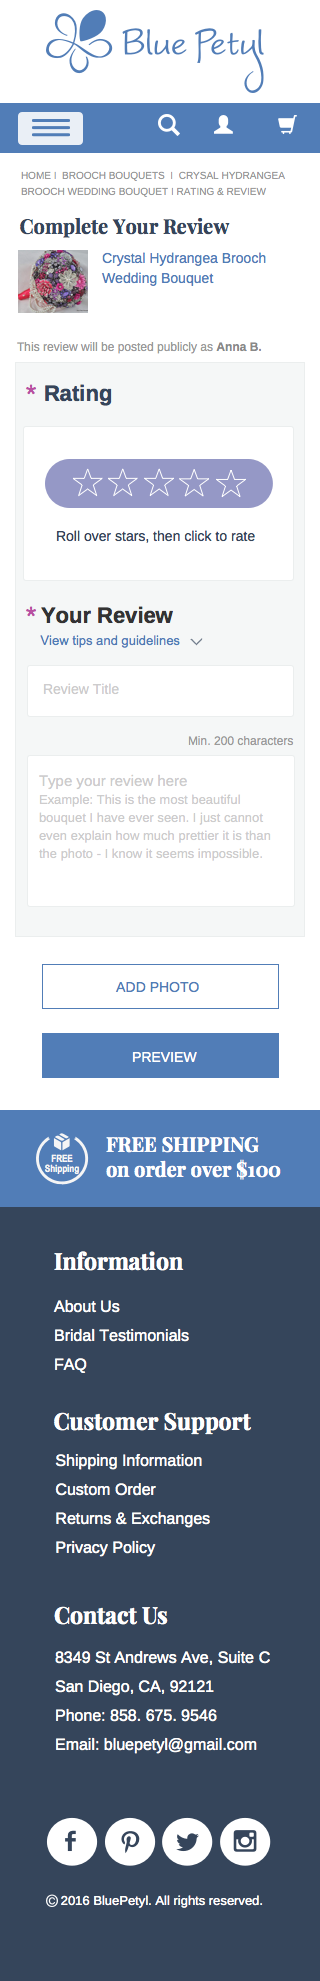 Blue Petyl
HOME I BROOCH BOUQUETS I CRYSAL HYDRANGEA
BROOCH WEDDING BOUQUET I RATING & REVIEW
Complete Your Review
Crystal Hydrangea Brooch
Wedding Bouquet
This review will be posted publicly as Anna B.
* Rating
Roll over stars, then click to rate
* Your Review
View tips and guidelines
Review Title
Min. 200 characters
Type your review here
Example: This is the most beautiful
bouquet I have ever seen. I just cannot
even explain how much prettier it is than
the photo - I know it seems impossible.
ADD PHOTO
PREVIEW
FREE
Shipping
FREE SHIPPING
on order over $100
Information
About Us
Bridal Testimonials
FAQ
Customer Support
Shipping Information
Custom Order
Returns & Exchanges
Privacy Policy
Contact Us
8349 St Andrews Ave, Suite C
San Diego, CA, 92121
Phone: 858. 675. 9546
Email: bluepetyl@gmail.com
© 2016 BluePetyl. All rights reserved.